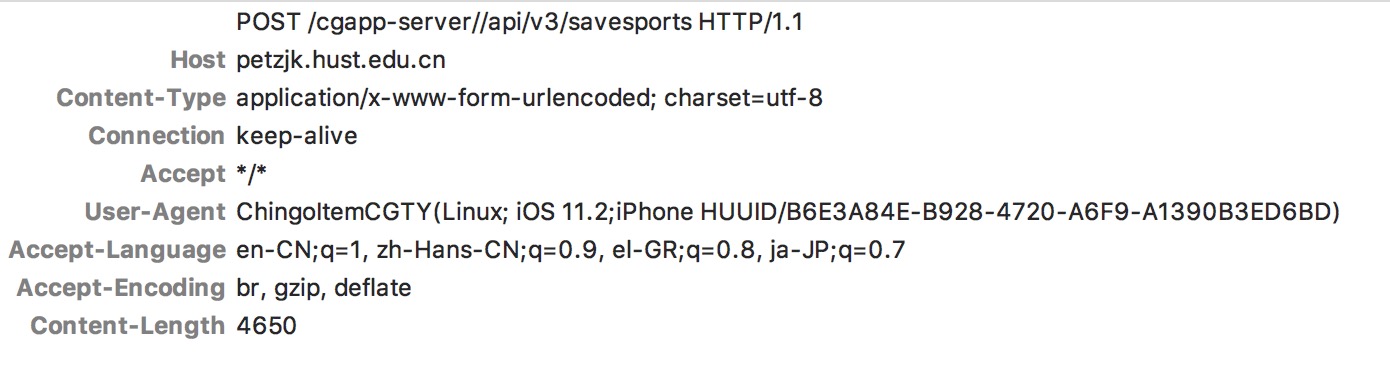 POST /cgapp-server//api/v3/savesports HTTP/1.1
Host petzjk.hust.edu.cn
Content-Type application/x-www-form-urlencoded; charset=utf-8
Connection keep-alive
Accept */*
User-Agent ChingoItemCGTY(Linux; iOS 11.2;iPhone HUUID/B6E3A84E-B928-4720-A6F9-A1390B3ED6BD)
Accept-Language en-CN;q=1, zh-Hans-CN;q=0.9, el-GR;q=0.8, ja-JP;q=0.7
Accept-Encoding br, gzip, deflate
Content-Length 4650